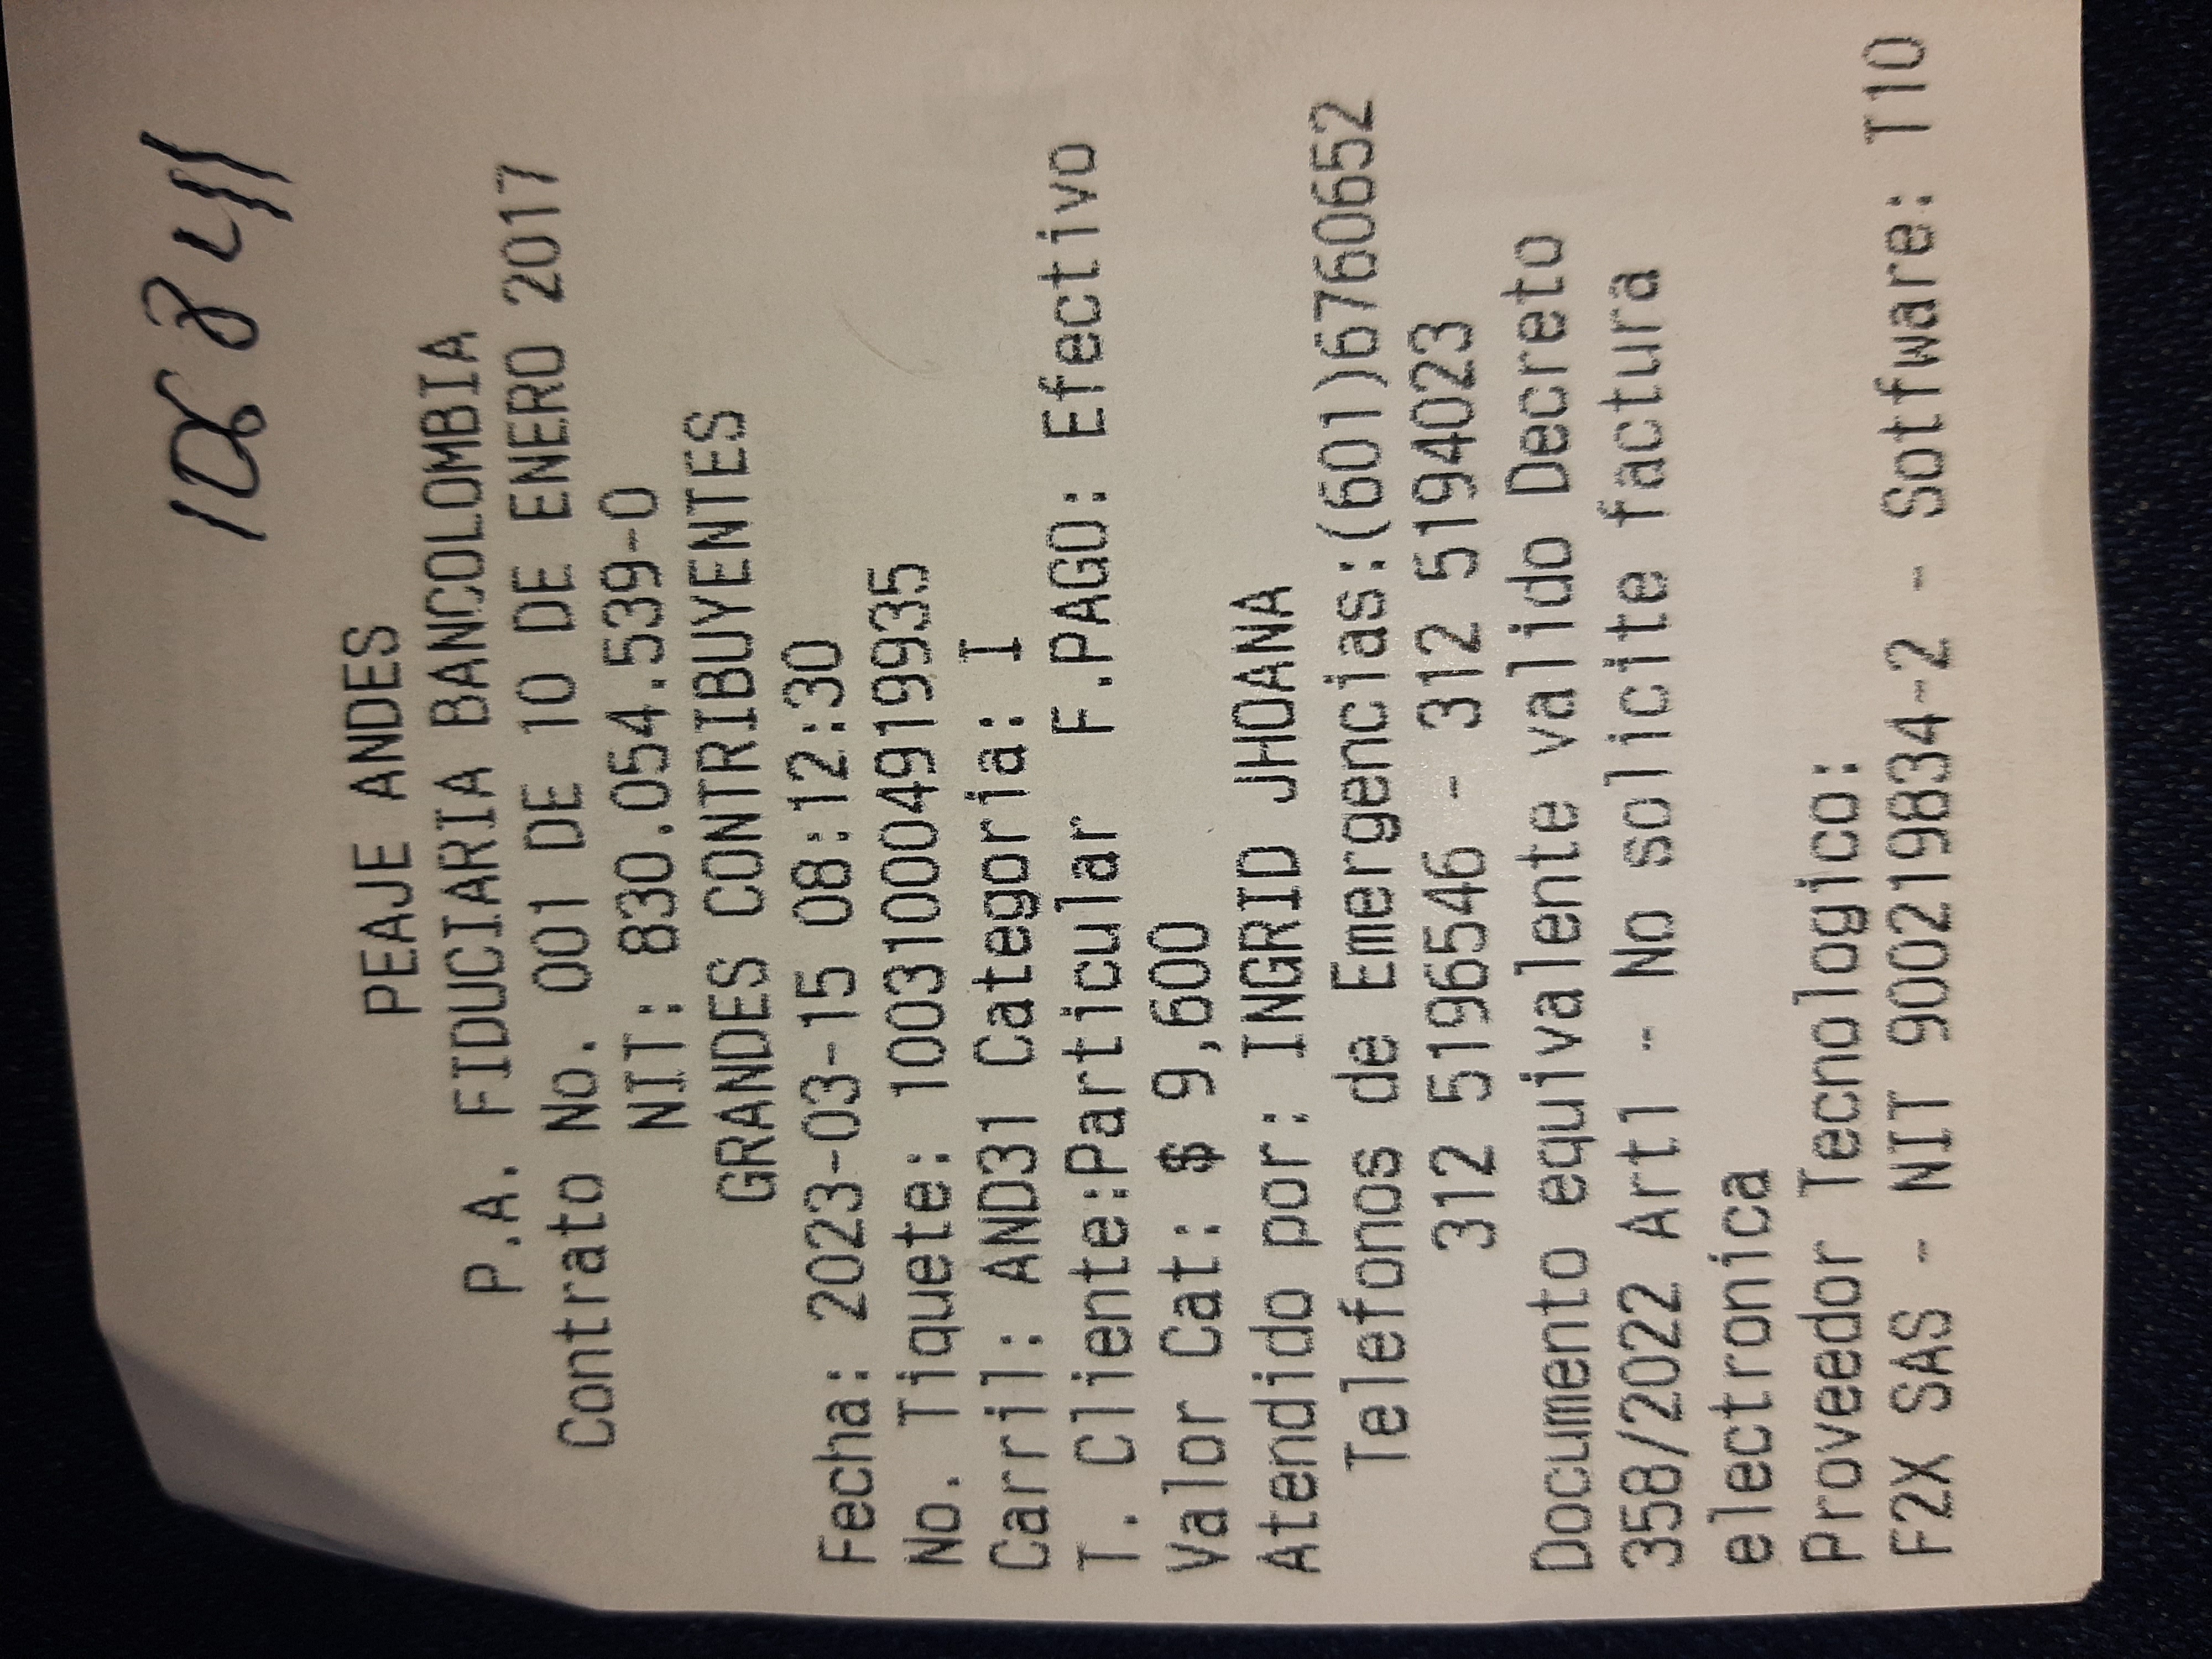 PEAJE ANDES
P.A. FIDUCIARIA BANCOLOMBIA
Contrato No. 001 DE 10 DE ENERO 2017
NIT: 830.054.539-0
GRANDES CONTRIBUYENTES
Fecha: 2023-03-15 08:12:30
No. Tiquete: 100310004919935
Carril: AND31 Categoria: I
T. Cliente:Particular F.PAGO: Efectivo
Valor Cat: $ 9,600
Atendido por: INGRID JHOANA
Telefonos de Emergencias:(601)6760652
312 5196546 - 312 5194023
Documento equivalente valido Decreto
358/2022 Art1 - No solicite factura
electronica
Proveedor Tecnologico:
F2X SAS - NIT 900219834-2 - Sotfware: T10